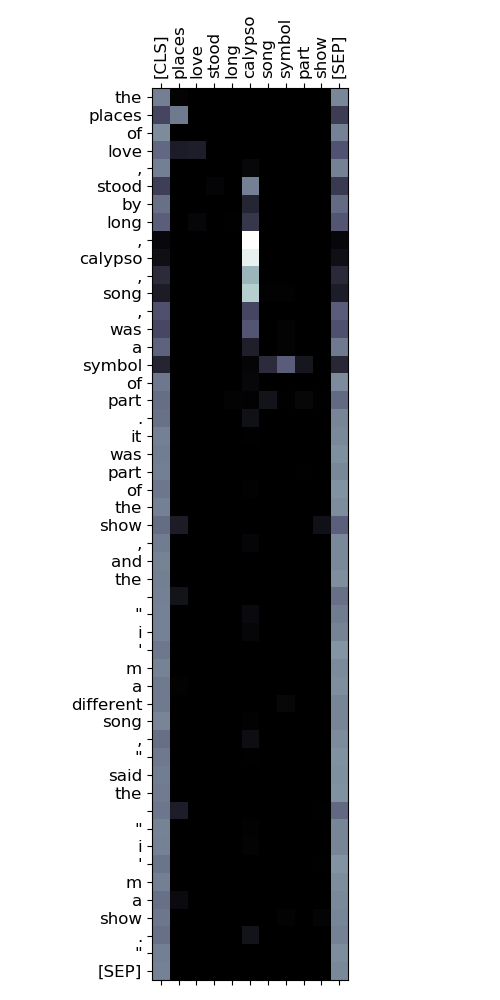 [CLS]
places
love
stood
long
calypso
song
symbol
part
show
[SEP]
the
places
of
love
,
stood
by
long
,
calypso
,
song
,
was
a
symbol
of
part
.
it
was
part
of
the
show
,
and
the
"
i
'
m
a
different
song
,
"
said
the
"
i
'
m
a
show
.
"
[SEP]